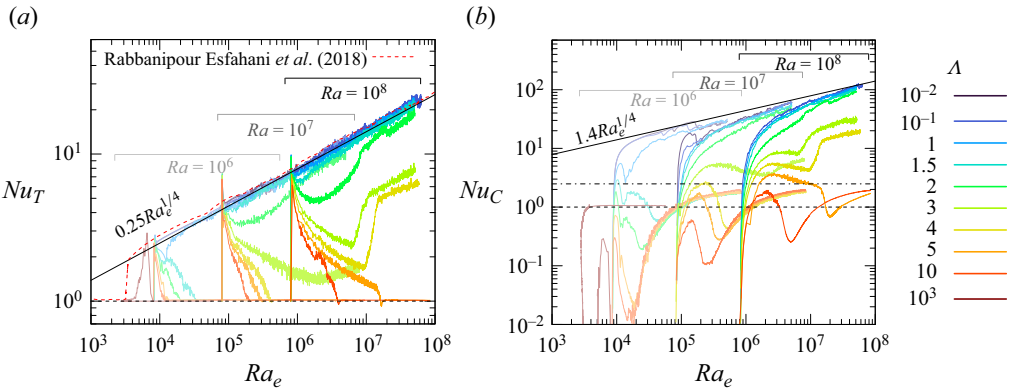 (a)
Rabbanipour Esfahani et al. (2018)
Ra = 10^8
Ra = 10^7
Ra = 10^6
0.25Ra_e^{1/4}
Nu_T
10^1
10^0
10^3 10^4 10^5 10^6 10^7 10^8
Ra_e
(b)
Ra = 10^8
Ra = 10^7
Ra = 10^6
1.4Ra_e^{1/4}
Nu_C
10^2
10^1
10^0
10^{-1}
10^{-2}
10^3 10^4 10^5 10^6 10^7 10^8
Ra_e
Λ
10^{-2}
10^{-1}
1
1.5
2
3
4
5
10
10^3